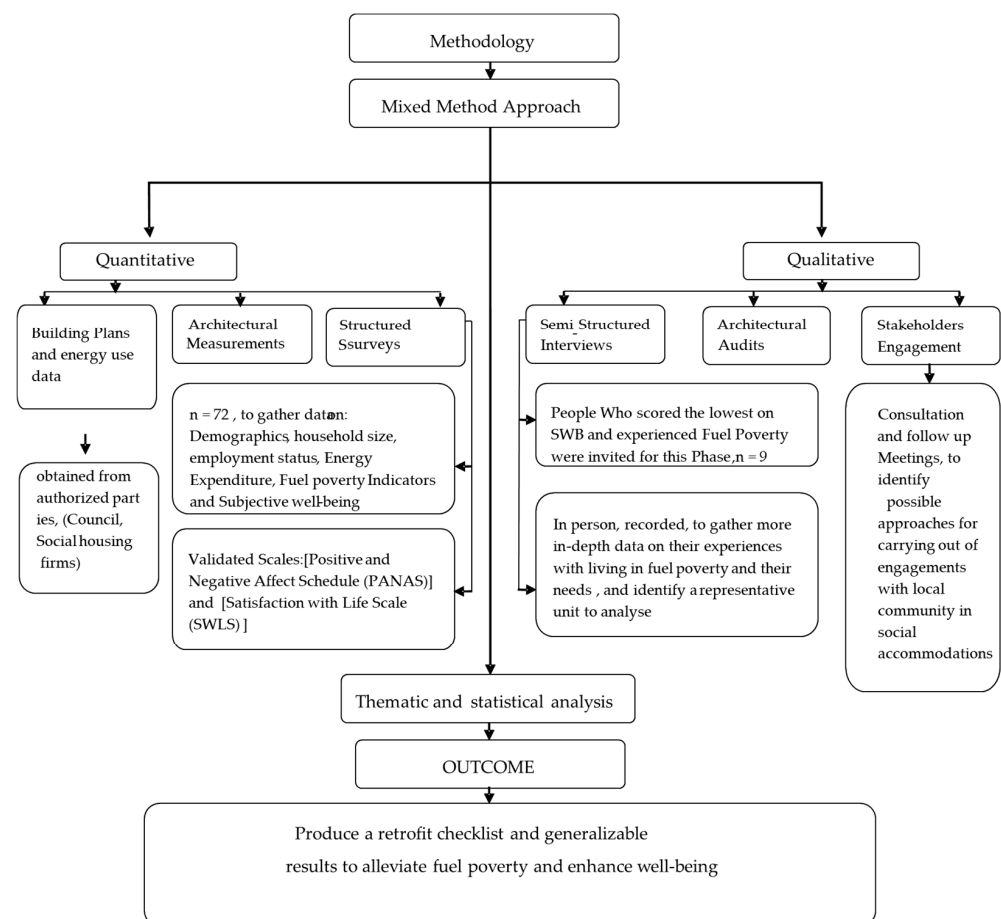 Methodology
Mixed Method Approach
Quantitative
Qualitative
Building Plans
and energy use
data
Architectural
Measurements
Structured
Ssurveys
Semi-Structured
Interviews
Architectural
Audits
Stakeholders
Engagement
obtained from
authorized part
ies, (Council,
Social housing
firms)
n = 72 , to gather data on:
Demographics, household size,
employment status, Energy
Expenditure, Fuel poverty Indicators
and Subjective well-being
Validated Scales:[Positive and
Negative Affect Schedule (PANAS)]
and [Satisfaction with Life Scale
(SWLS) ]
People Who scored the lowest on
SWB and experienced Fuel Poverty
were invited for this Phase, n = 9
In person, recorded, to gather more
in-depth data on their experiences
with living in fuel poverty and their
needs , and identify a representative
unit to analyse
Consultation
and follow up
Meetings, to
identify
possible
approaches for
carrying out of
engagements
with local
community in
social
accommodations
Thematic and statistical analysis
OUTCOME
Produce a retrofit checklist and generalizable
results to alleviate fuel poverty and enhance well-being